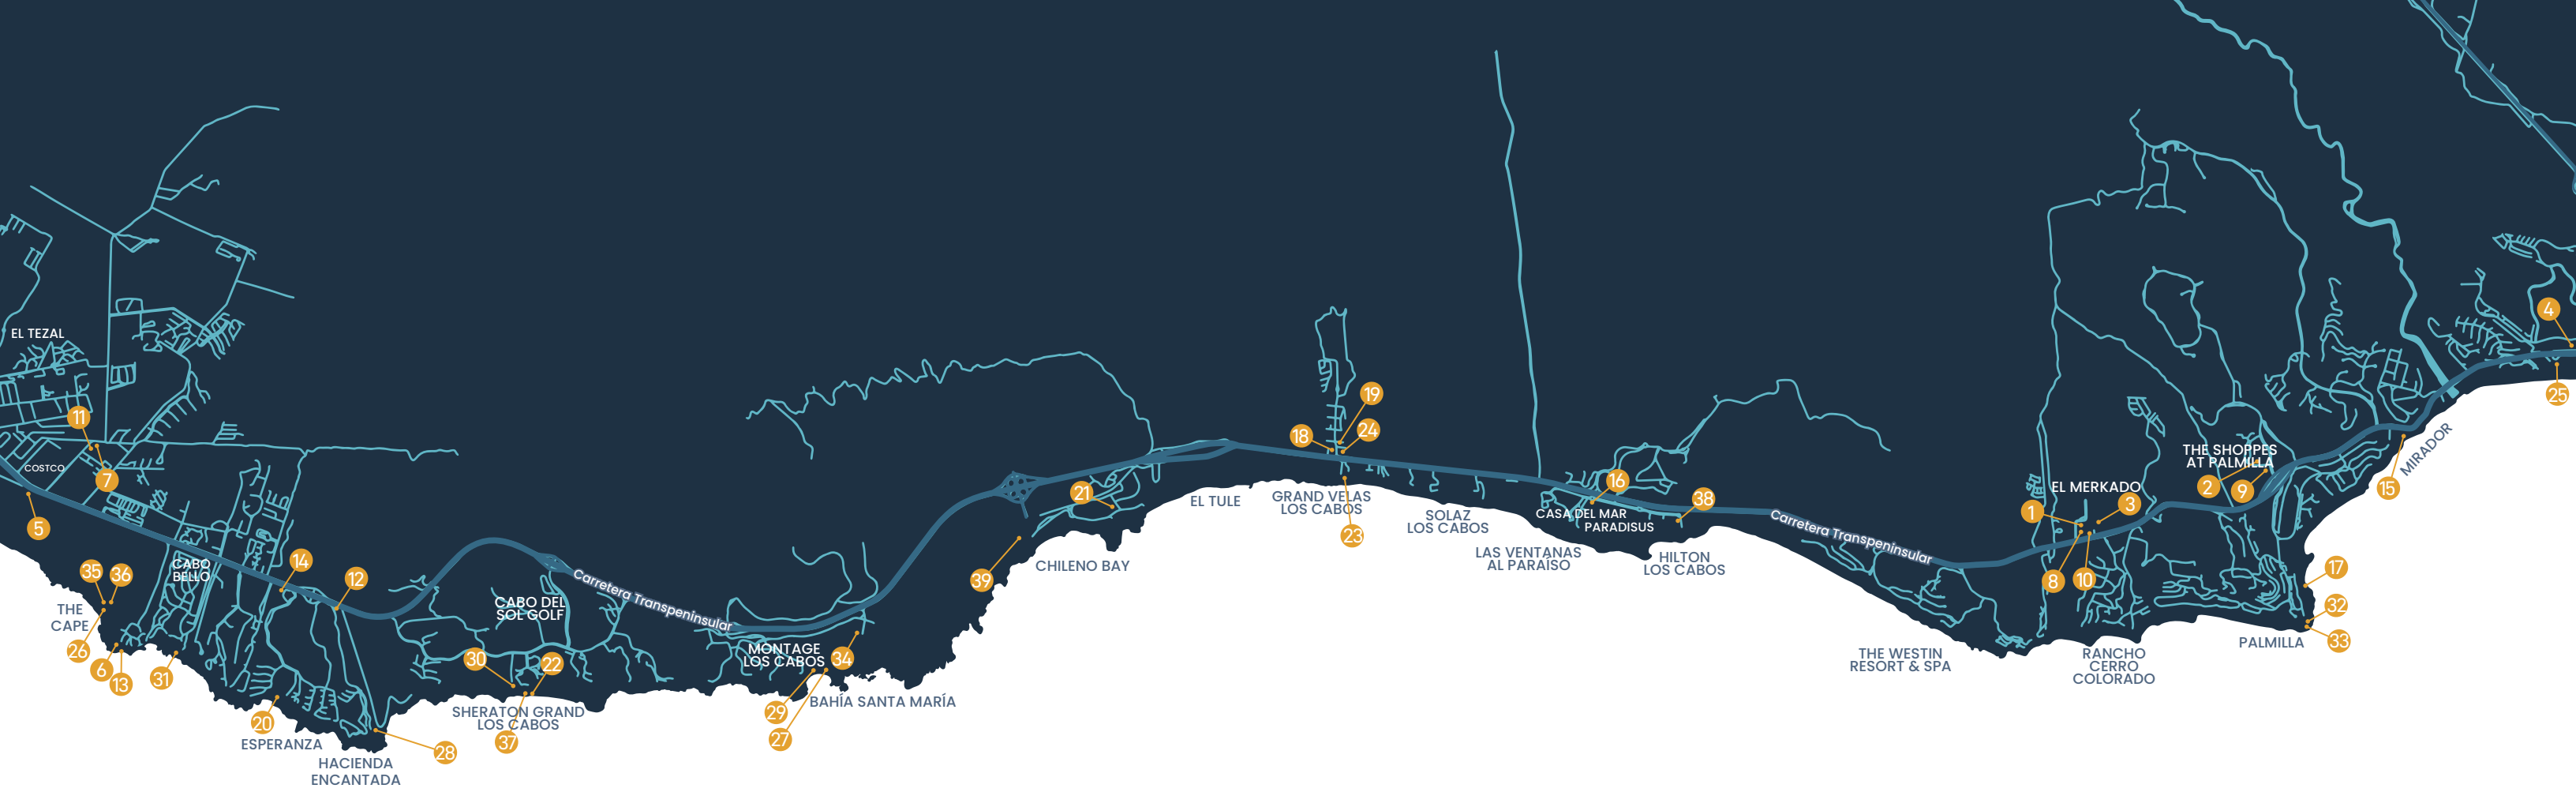 EL TEZAL
11
COSTCO
7
5
35
36
THE
CAPE
26
6
13
31
CABO
BELLO
14
12
20
ESPERANZA
HACIENDA
ENCANTADA
28
CABO DEL
SOL GOLF
30
22
SHERATON GRAND
LOS CABOS
37
Carretera Transpeninsular
MONTAGE
LOS CABOS
34
29
27
BAHÍA SANTA MARÍA
39
21
CHILENO BAY
EL TULE
19
18
24
GRAND VELAS
LOS CABOS
23
SOLAZ
LOS CABOS
16
38
CASA DEL MAR
PARADISUS
LAS VENTANAS
AL PARAÍSO
HILTON
LOS CABOS
Carretera Transpeninsular
THE WESTIN
RESORT & SPA
EL MERKADO
1
3
8
10
RANCHO
CERRO
COLORADO
THE SHOPPES
AT PALMILLA
2
9
17
32
33
PALMILLA
15
MIRADOR
4
25